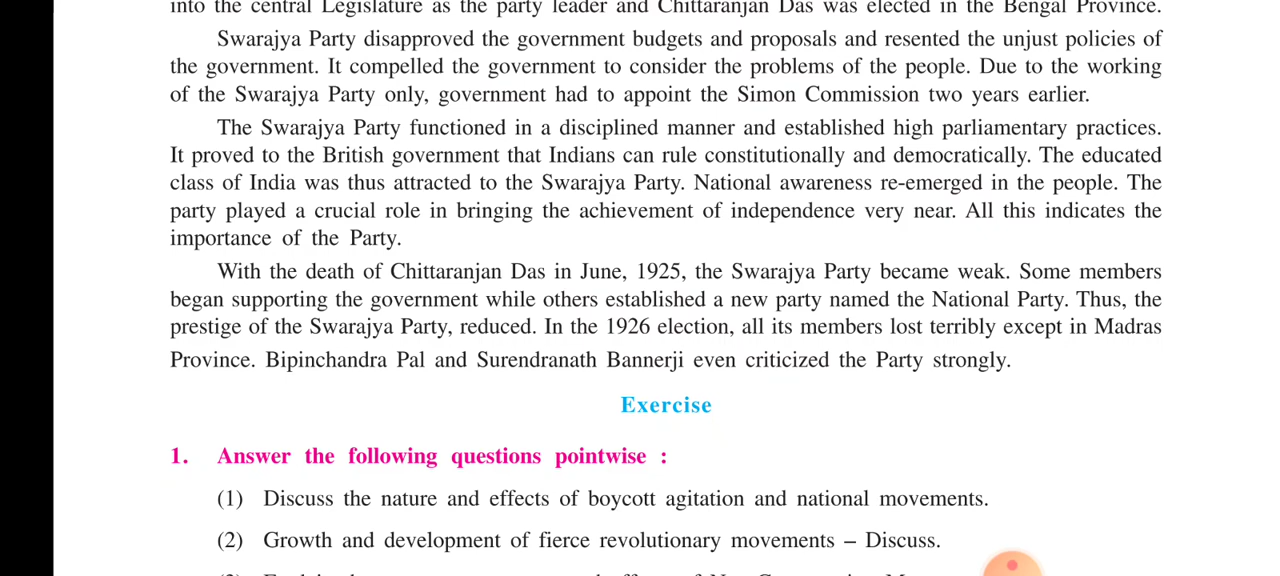 into the central Legislature as the party leader and Chittaranjan Das was elected in the Bengal Province.
Swarajya Party disapproved the government budgets and proposals and resented the unjust policies of
the government. It compelled the government to consider the problems of the people. Due to the working
of the Swarajya Party only, government had to appoint the Simon Commission two years earlier.
The Swarajya Party functioned in a disciplined manner and established high parliamentary practices.
It proved to the British government that Indians can rule constitutionally and democratically. The educated
class of India was thus attracted to the Swarajya Party. National awareness re-emerged in the people. The
party played a crucial role in bringing the achievement of independence very near. All this indicates the
importance of the Party.
With the death of Chittaranjan Das in June, 1925, the Swarajya Party became weak. Some members
began supporting the government while others established a new party named the National Party. Thus, the
prestige of the Swarajya Party, reduced. In the 1926 election, all its members lost terribly except in Madras
Province. Bipinchandra Pal and Surendranath Bannerji even criticized the Party strongly.
Exercise
1. Answer the following questions pointwise :
(1) Discuss the nature and effects of boycott agitation and national movements.
(2) Growth and development of fierce revolutionary movements – Discuss.